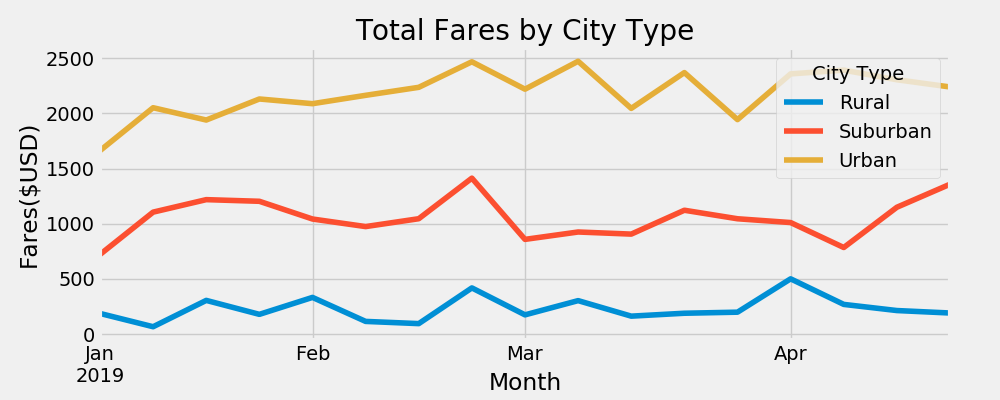 Total Fares by City Type
Fares($USD)
2500
2000
1500
1000
500
0
City Type
Rural
Suburban
Urban
Jan
2019
Feb
Mar
Apr
Month